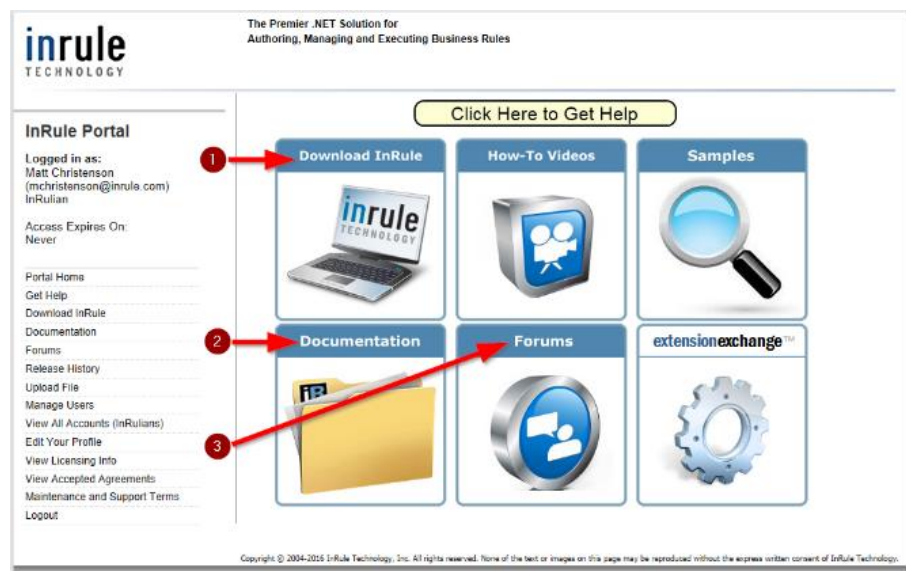 inrule
TECHNOLOGY
The Premier .NET Solution for
Authoring, Managing and Executing Business Rules
InRule Portal
Logged in as:
Matt Christenson
(mchristenson@inrule.com)
InRulian
Access Expires On:
Never
Portal Home
Get Help
Download InRule
Documentation
Forums
Release History
Upload File
Manage Users
View All Accounts (InRulians)
Edit Your Profile
View Licensing Info
View Accepted Agreements
Maintenance and Support Terms
Logout
Click Here to Get Help
1
Download InRule
How-To Videos
Samples
inrule
TECHNOLOGY
2
Documentation
Forums
extensionexchange™
iR
3
Copyright © 2004-2016 InRule Technology, Inc. All rights reserved. None of the text or images on this page may be reproduced without the express written consent of InRule Technology.